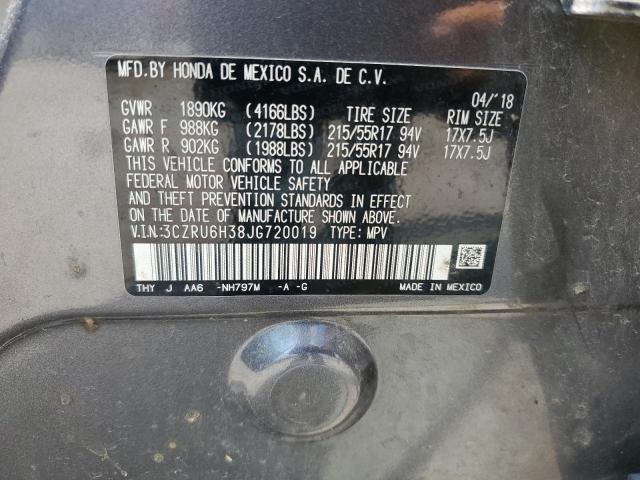 MFD.BY HONDA DE MEXICO S.A. DE C.V.
04/'18
GVWR 1890KG (4166LBS) TIRE SIZE RIM SIZE
GAWR F 988KG (2178LBS) 215/55R17 94V 17X7.5J
GAWR R 902KG (1988LBS) 215/55R17 94V 17X7.5J
THIS VEHICLE CONFORMS TO ALL APPLICABLE
FEDERAL MOTOR VEHICLE SAFETY
AND THEFT PREVENTION STANDARDS IN EFFECT ON
THE DATE OF MANUFACTURE SHOWN ABOVE.
V.I.N:3CZRU6H38JG720019 TYPE: MPV
THY J AA6 -NH797M -A -G MADE IN MEXICO